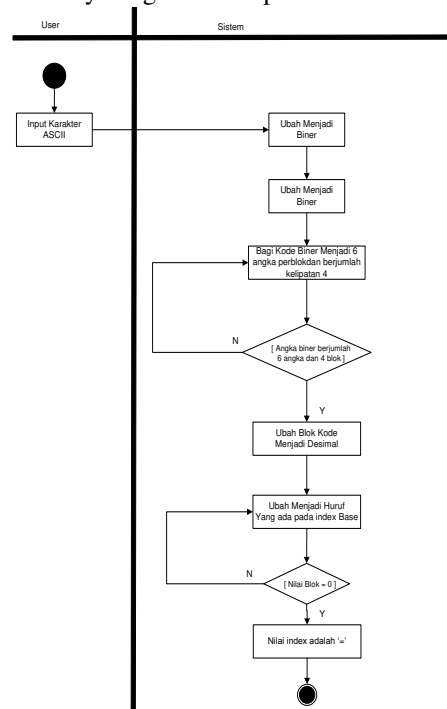 User
Sistem
Input Karakter
ASCII
Ubah Menjadi
Biner
Ubah Menjadi
Biner
Bagi Kode Biner Menjadi 6
angka perblokdan berjumlah
kelipatan 4
N
[ Angka biner berjumlah
6 angka dan 4 blok ]
Y
Ubah Blok Kode
Menjadi Desimal
Ubah Menjadi Huruf
Yang ada pada index Base
N
[ Nilai Blok = 0 ]
Y
Nilai index adalah ‘=’